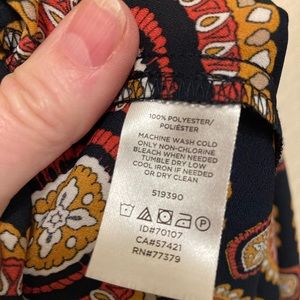 100% POLYESTER/
POLIÉSTER
MACHINE WASH COLD
ONLY NON-CHLORINE
BLEACH WHEN NEEDED
TUMBLE DRY LOW
COOL IRON IF NEEDED
OR DRY CLEAN
519390
ID#70107
CA#57421
RN#77379